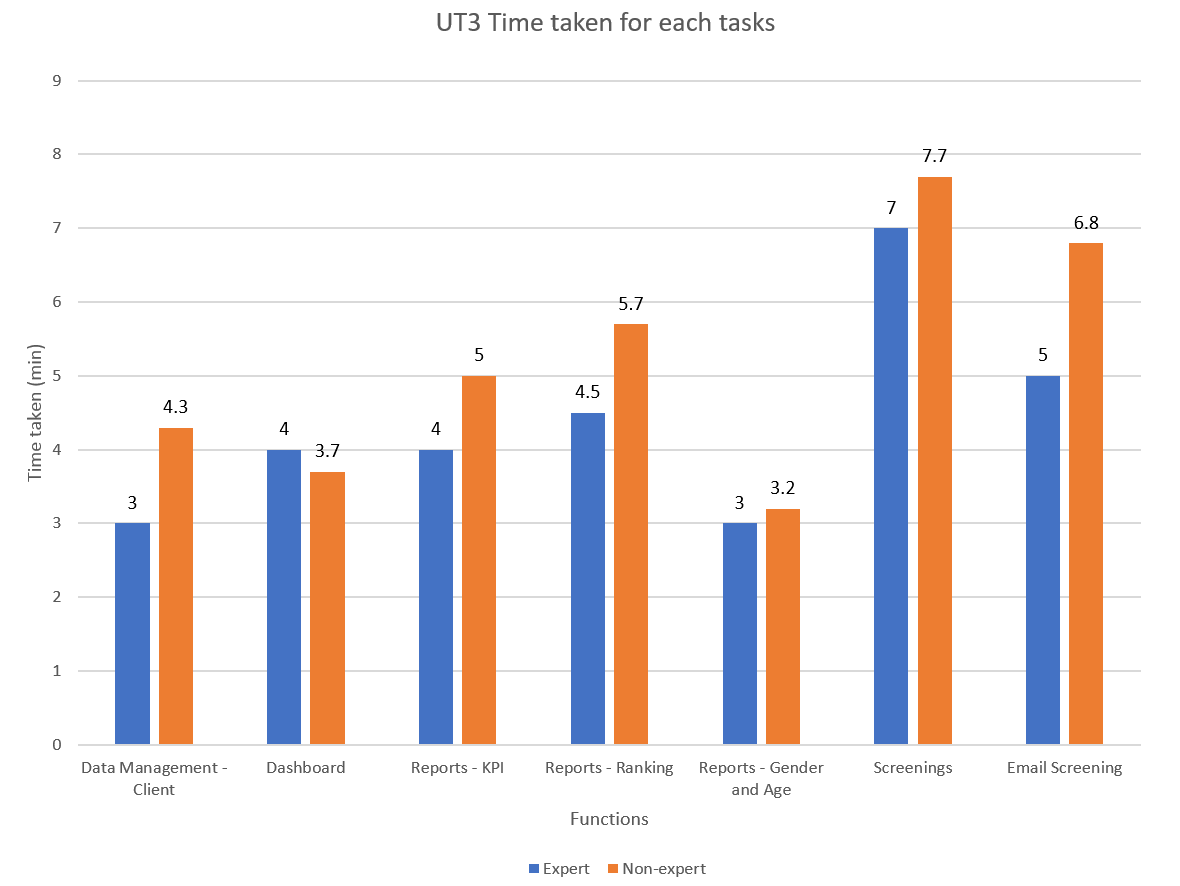 UT3 Time taken for each tasks
9
8
7
6
5
4
3
2
1
0
Time taken (min)
3
4.3
4
3.7
4
5
4.5
5.7
3
3.2
7
7.7
5
6.8
Data Management -
Client
Dashboard
Reports - KPI
Reports - Ranking
Reports - Gender
and Age
Screenings
Email Screening
Functions
Expert
Non-expert